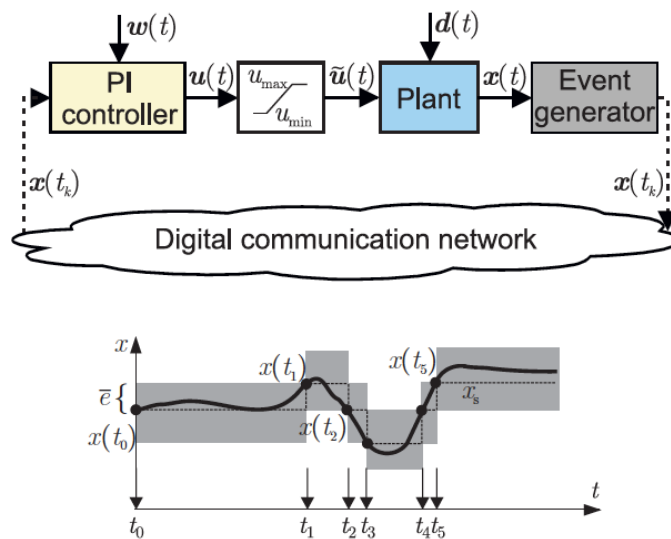 w(t) d(t)
PI controller u(t) u_max u_min ũ(t) Plant x(t) Event generator
x(t_k) x(t_k)
Digital communication network
x
x(t_1) x(t_5)
ē { x_s
x(t_0) x(t_2)
t
t_0 t_1 t_2 t_3 t_4 t_5